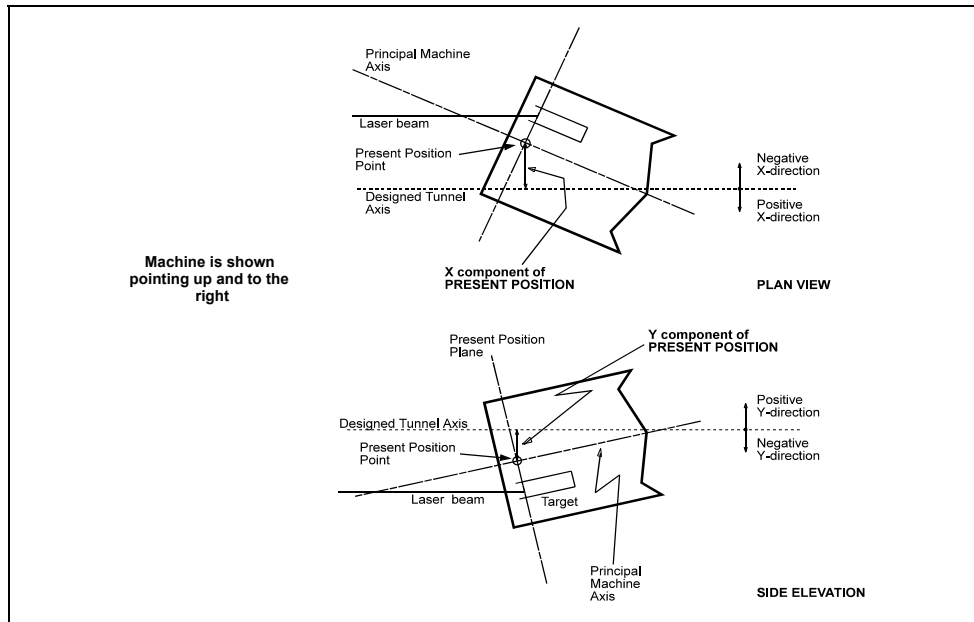 Principal Machine
Axis
Laser beam
Present Position
Point
Designed Tunnel
Axis
Negative
X-direction
Positive
X-direction
X component of
PRESENT POSITION
PLAN VIEW
Machine is shown
pointing up and to the
right
Present Position
Plane
Y component of
PRESENT POSITION
Designed Tunnel Axis
Present Position
Point
Positive
Y-direction
Negative
Y-direction
Laser beam
Target
Principal
Machine
Axis
SIDE ELEVATION